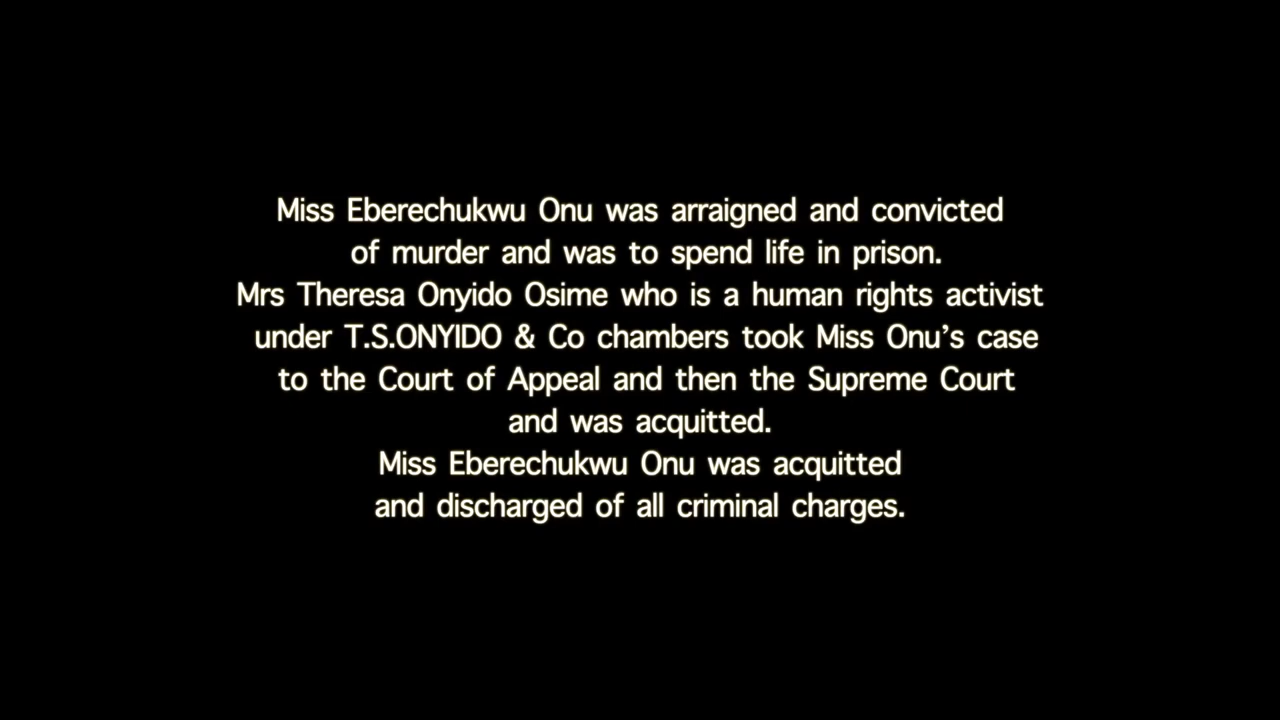 Miss Eberechukwu Onu was arraigned and convicted
of murder and was to spend life in prison.
Mrs Theresa Onyido Osime who is a human rights activist
under T.S.ONYIDO & Co chambers took Miss Onu’s case
to the Court of Appeal and then the Supreme Court
and was acquitted.
Miss Eberechukwu Onu was acquitted
and discharged of all criminal charges.